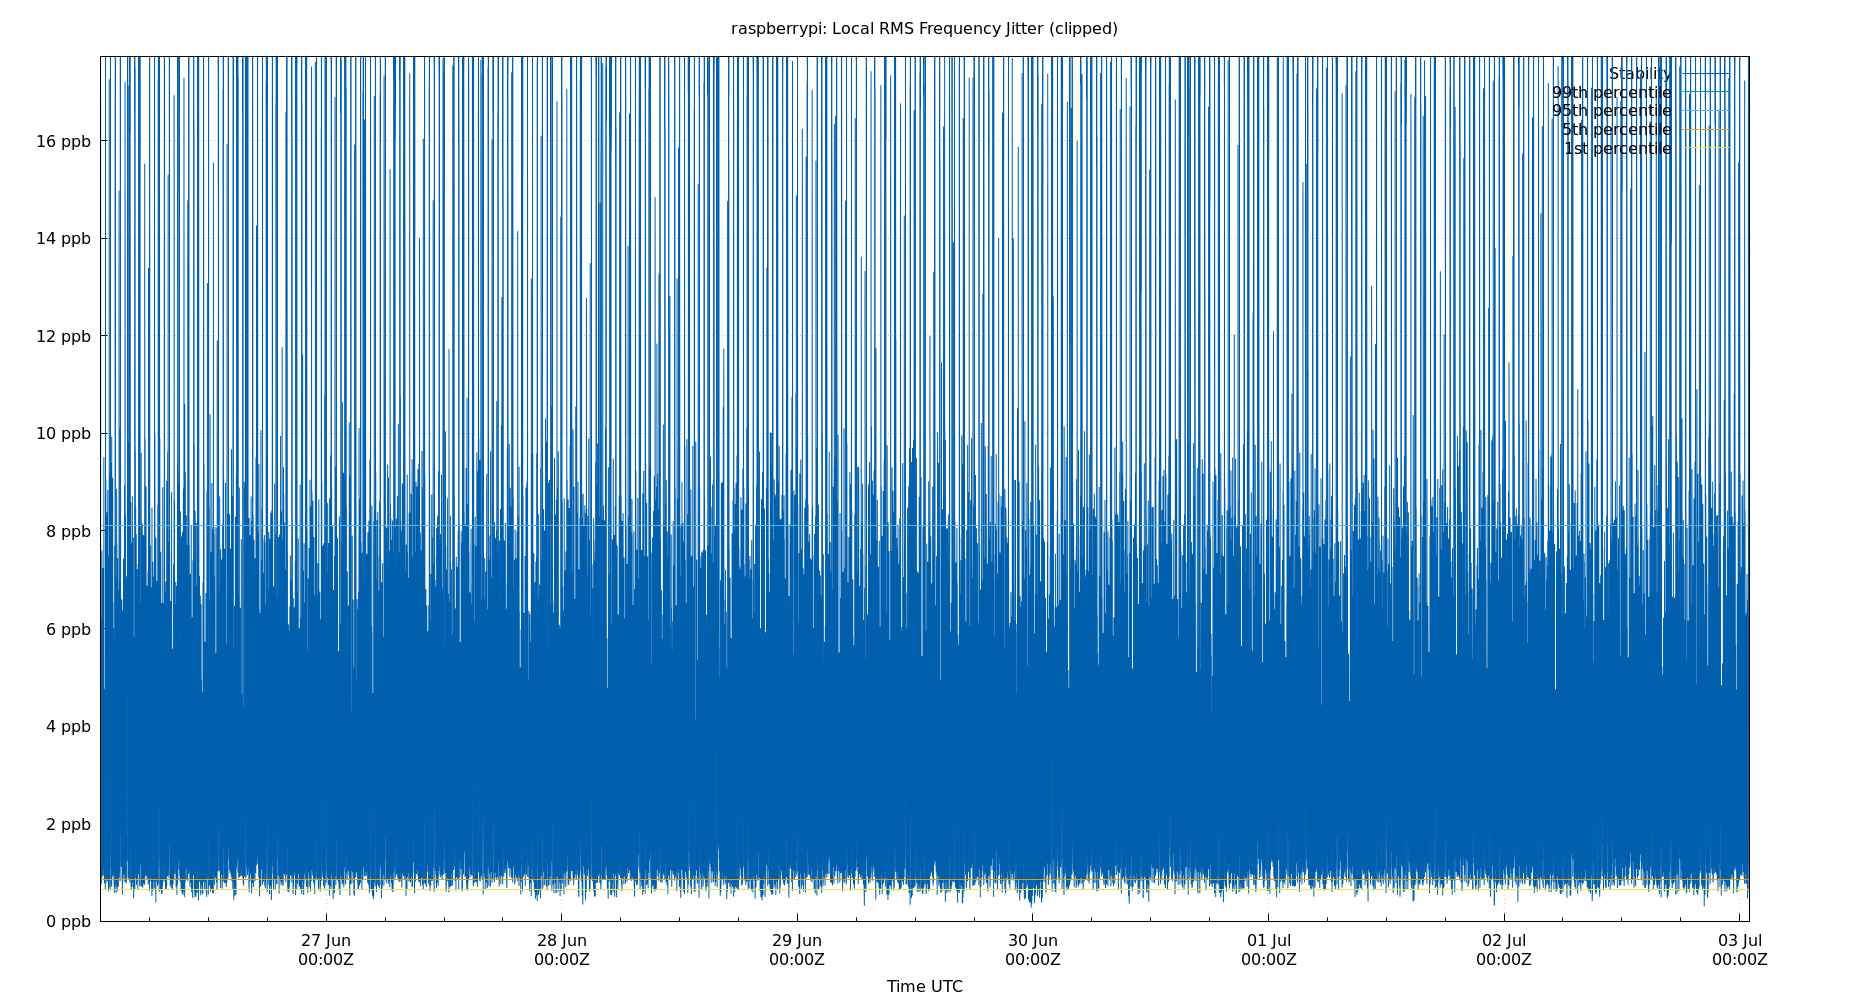 raspberrypi: Local RMS Frequency Jitter (clipped)
Stability
99th percentile
95th percentile
5th percentile
1st percentile
16 ppb
14 ppb
12 ppb
10 ppb
8 ppb
6 ppb
4 ppb
2 ppb
0 ppb
27 Jun 28 Jun 29 Jun 30 Jun 01 Jul 02 Jul 03 Jul
00:00Z 00:00Z 00:00Z 00:00Z 00:00Z 00:00Z 00:00Z
Time UTC